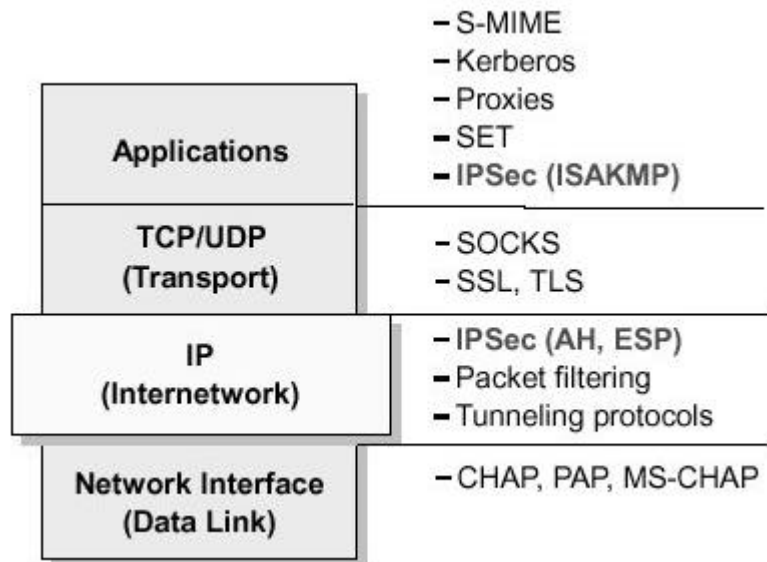 - S-MIME
- Kerberos
- Proxies
- SET
- IPSec (ISAKMP)
Applications
TCP/UDP
(Transport)
- SOCKS
- SSL, TLS
IP
(Internetwork)
- IPSec (AH, ESP)
- Packet filtering
- Tunneling protocols
Network Interface
(Data Link)
- CHAP, PAP, MS-CHAP